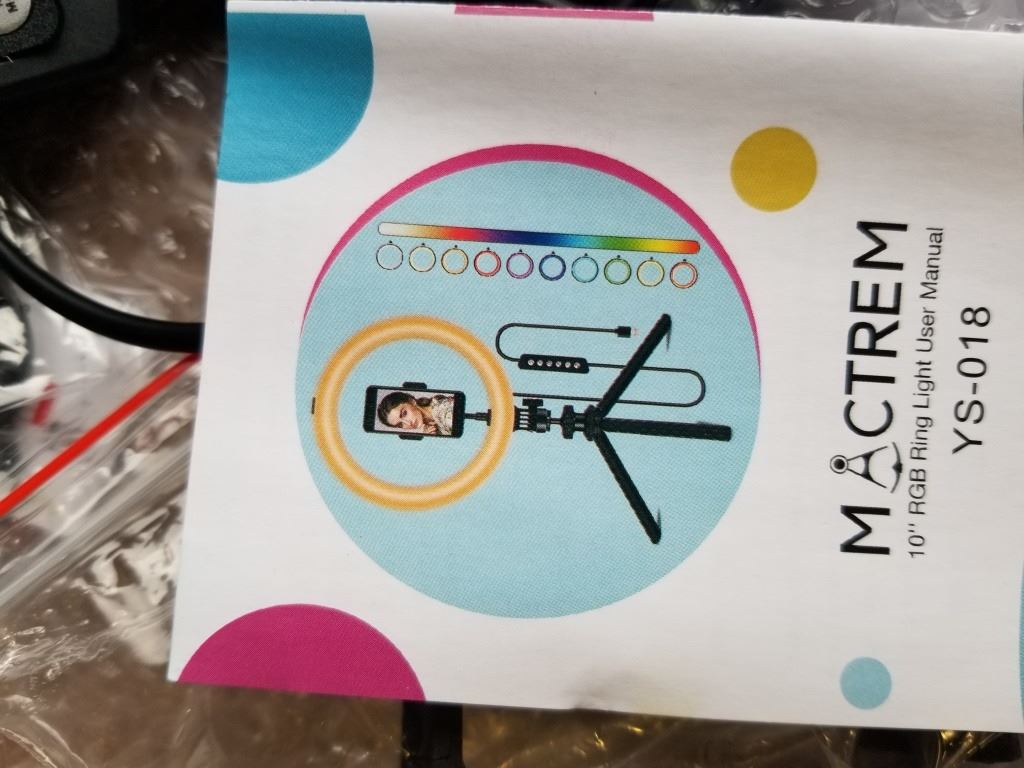 MACTREM
10'' RGB Ring Light User Manual
YS-018